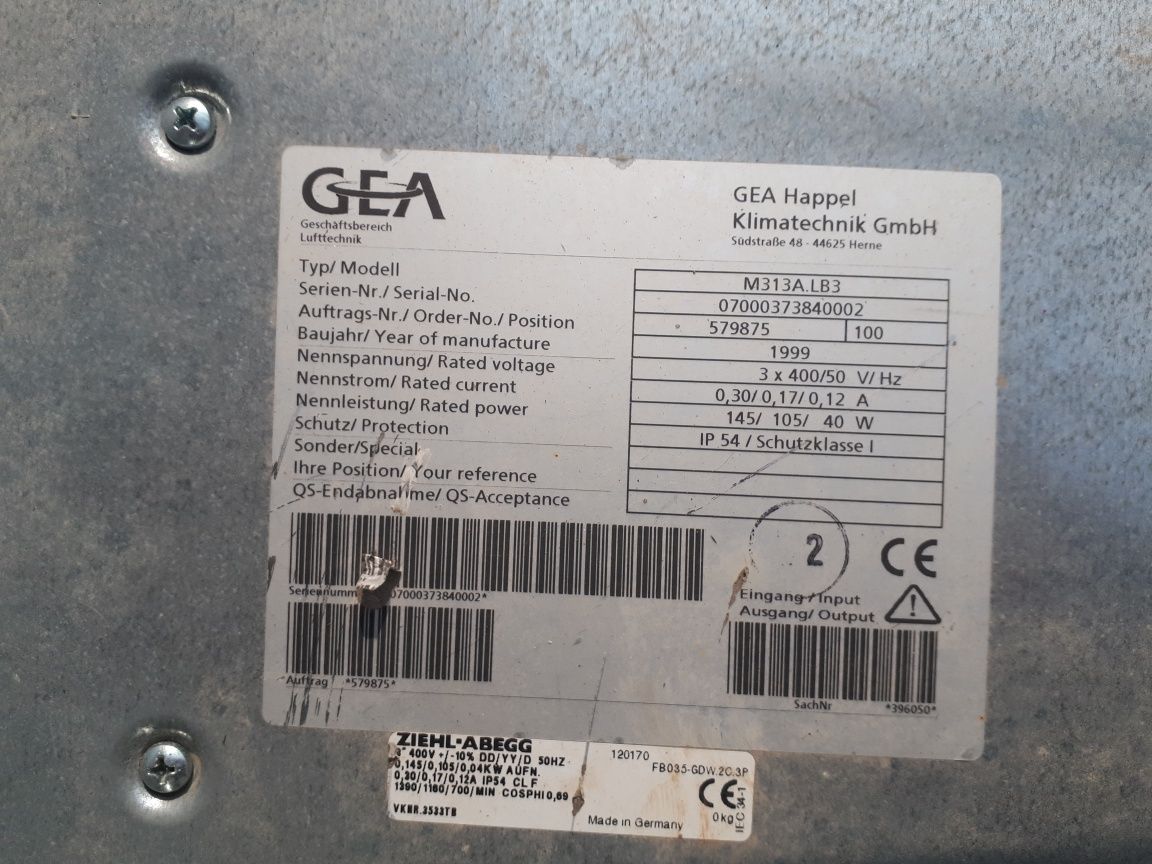 GEA
Geschäftsbereich
Lufttechnik
GEA Happel
Klimatechnik GmbH
Südstraße 48 - 44625 Herne
Typ/ Modell M313A.LB3
Serien-Nr./ Serial-No. 07000373840002
Auftrags-Nr./ Order-No./ Position 579875 100
Baujahr/ Year of manufacture 1999
Nennspannung/ Rated voltage 3 x 400/50 V/ Hz
Nennstrom/ Rated current 0,30/ 0,17/ 0,12 A
Nennleistung/ Rated power 145/ 105/ 40 W
Schutz/ Protection IP 54 / Schutzklasse I
Sonder/Special
Ihre Position/ Your reference
QS-Endabnahme/ QS-Acceptance
2
CE
Eingang / Input
Ausgang/ Output
07000373840002*
Auftrag *579875*
SachNr *396050*
ZIEHL-ABEGG
3~ 400V +/-10% DD/YY/D 50HZ
0,145/0,105/0,04KW AUFN.
0,30/0,17/0,12A IP54 CL F
1390/1160/700/MIN COSPHI 0,69
VKBR.3533TB
120170
FB035-GDW.2C.3P
CE
0kg
IEC 34-1
Made in Germany